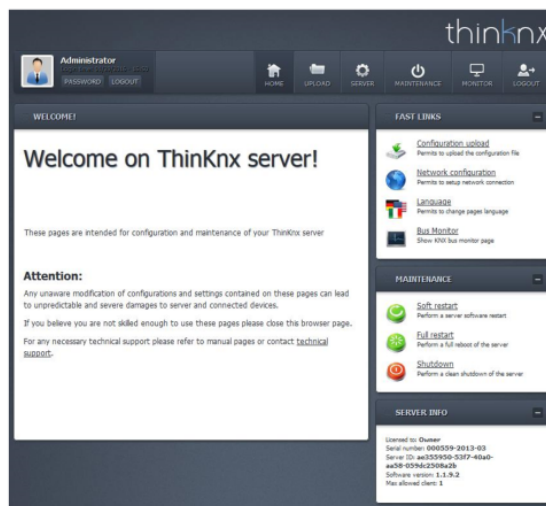 thinknx
Administrator
PASSWORD LOGOUT
HOME UPLOAD SERVER MAINTENANCE MONITOR LOGOUT
WELCOME!
Welcome on ThinKnx server!
These pages are intended for configuration and maintenance of your ThinKnx server
Attention:
Any unaware modification of configurations and settings contained on these pages can lead
to unpredictable and severe damages to server and connected devices.
If you believe you are not skilled enough to use these pages please close this browser page.
For any necessary technical support please refer to manual pages or contact technical
support.
FAST LINKS
Configuration upload
Permits to upload the configuration file
Network configuration
Permits to setup network connection
Language
Permits to change pages language
Bus Monitor
Show KNX bus monitor page
MAINTENANCE
Soft restart
Perform a server software restart
Full restart
Perform a full reboot of the server
Shutdown
Perform a clean shutdown of the server
SERVER INFO
Licensed to: Owner
Serial number: 000559-2013-03
Server ID: ae355950-53f7-40a0-
aa58-059dc2508a2b
Software version: 1.1.9.2
Max allowed client: 1